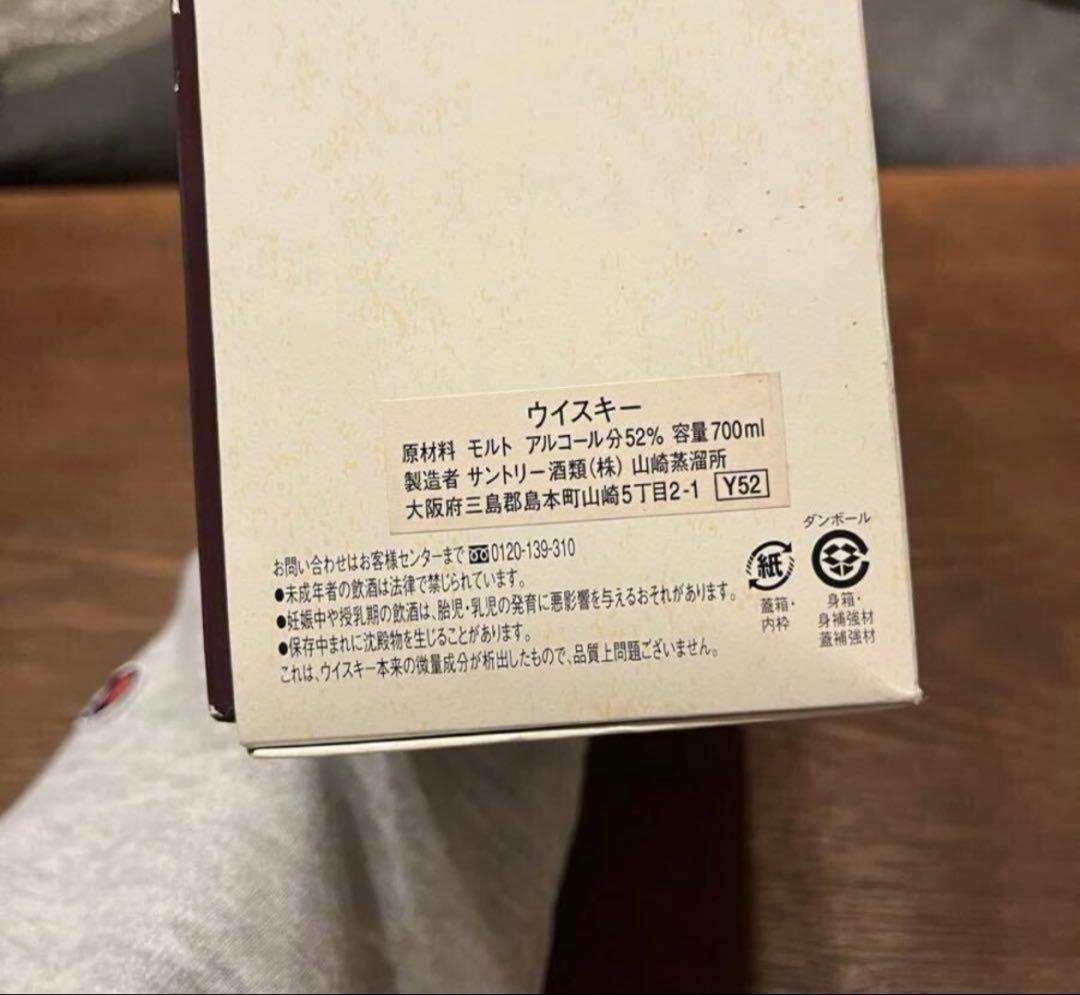 ウイスキー
原材料 モルト アルコール分52% 容量700ml
製造者 サントリー酒類(株) 山崎蒸溜所
大阪府三島郡島本町山崎5丁目2-1 Y52
お問い合わせはお客様センターまで 0120-139-310
●未成年者の飲酒は法律で禁じられています。
●妊娠中や授乳期の飲酒は、胎児・乳児の発育に悪影響を与えるおそれがあります。
●保存中まれに沈殿物を生じることがあります。
これは、ウイスキー本来の微量成分が析出したもので、品質上問題ございません。
紙
蓋箱・
内枠
ダンボール
身箱・
身補強材
蓋補強材